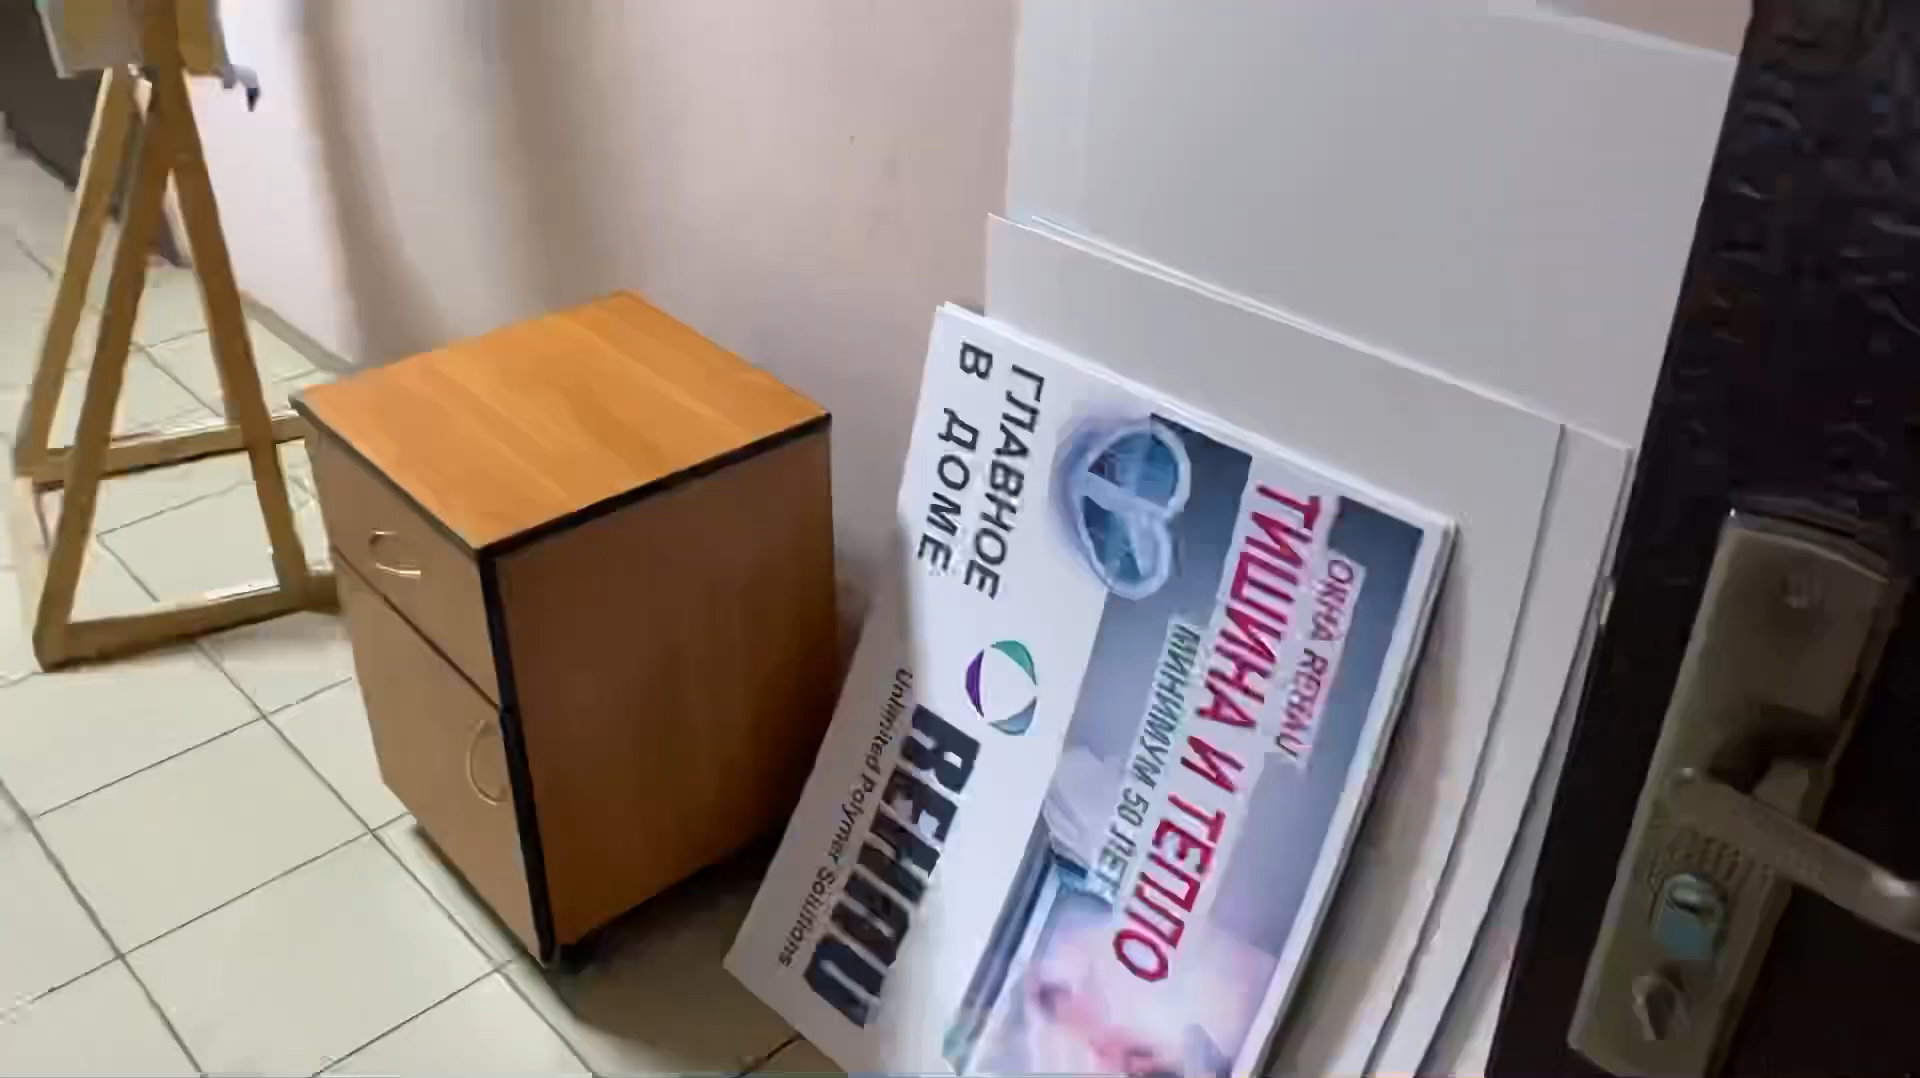 ОКНА REHAU
ТИШИНА И ТЕПЛО
МИНИМУМ 50 ЛЕТ
ГЛАВНОЕ
В ДОМЕ
REHAU
Unlimited Polymer Solutions